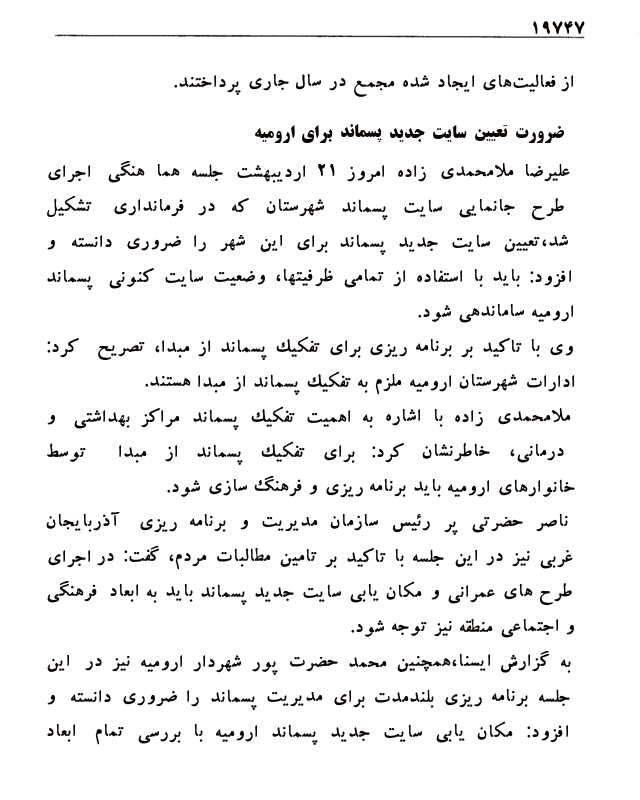 ۱۹۷۴۷
از فعالیت‌های ایجاد شده مجمع در سال جاری پرداختند.
ضرورت تعیین سایت جدید پسماند برای ارومیه
علیرضا ملامحمدی زاده امروز ۲۱ اردیبهشت جلسه هما هنگی اجرای
طرح جانمایی سایت پسماند شهرستان که در فرمانداری تشکیل
شد،تعیین سایت جدید پسماند برای این شهر را ضروری دانسته و
افزود: باید با استفاده از تمامی ظرفیتها، وضعیت سایت کنونی پسماند
ارومیه ساماندهی شود.
وی با تاکید بر برنامه ریزی برای تفکیك پسماند از مبدا، تصریح کرد:
ادارات شهرستان ارومیه ملزم به تفکیك پسماند از مبدا هستند.
ملامحمدی زاده با اشاره به اهمیت تفکیك پسماند مراکز بهداشتی و
درمانی، خاطرنشان کرد: برای تفکیك پسماند از مبدا توسط
خانوارهای ارومیه باید برنامه ریزی و فرهنگ سازی شود.
ناصر حضرتی پر رئیس سازمان مدیریت و برنامه ریزی آذربایجان
غربی نیز در این جلسه با تاکید بر تامین مطالبات مردم، گفت: در اجرای
طرح های عمرانی و مکان یابی سایت جدید پسماند باید به ابعاد فرهنگی
و اجتماعی منطقه نیز توجه شود.
به گزارش ایسنا،همچنین محمد حضرت پور شهردار ارومیه نیز در این
جلسه برنامه ریزی بلندمدت برای مدیریت پسماند را ضروری دانسته و
افزود: مکان یابی سایت جدید پسماند ارومیه با بررسی تمام ابعاد